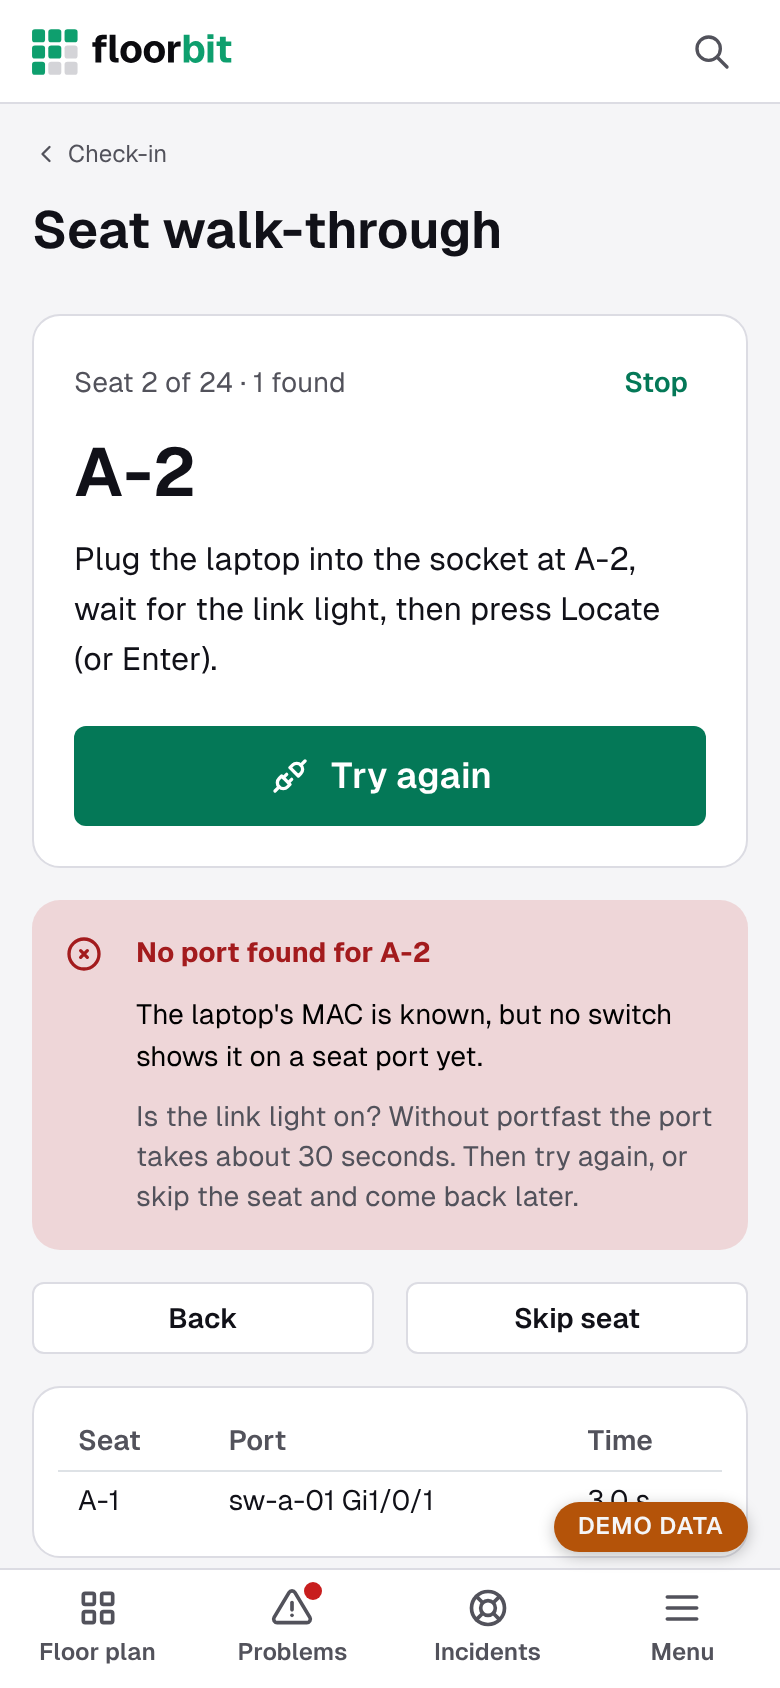 floorbit
Check-in
Seat walk-through
Seat 2 of 24 · 1 found
Stop
A-2
Plug the laptop into the socket at A-2,
wait for the link light, then press Locate
(or Enter).
Try again
No port found for A-2
The laptop's MAC is known, but no switch
shows it on a seat port yet.
Is the link light on? Without portfast the port
takes about 30 seconds. Then try again, or
skip the seat and come back later.
Back
Skip seat
Seat Port Time
A-1 sw-a-01 Gi1/0/1 3.0 s
DEMO DATA
Floor plan
Problems
Incidents
Menu